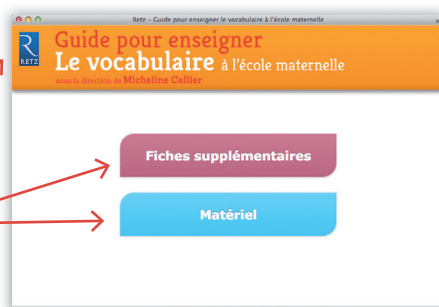 Retz - Guide pour enseigner le vocabulaire à l'école maternelle
RETZ
Guide pour enseigner
Le vocabulaire à l'école maternelle
sous la direction de Micheline Cellier
Fiches supplémentaires
Matériel